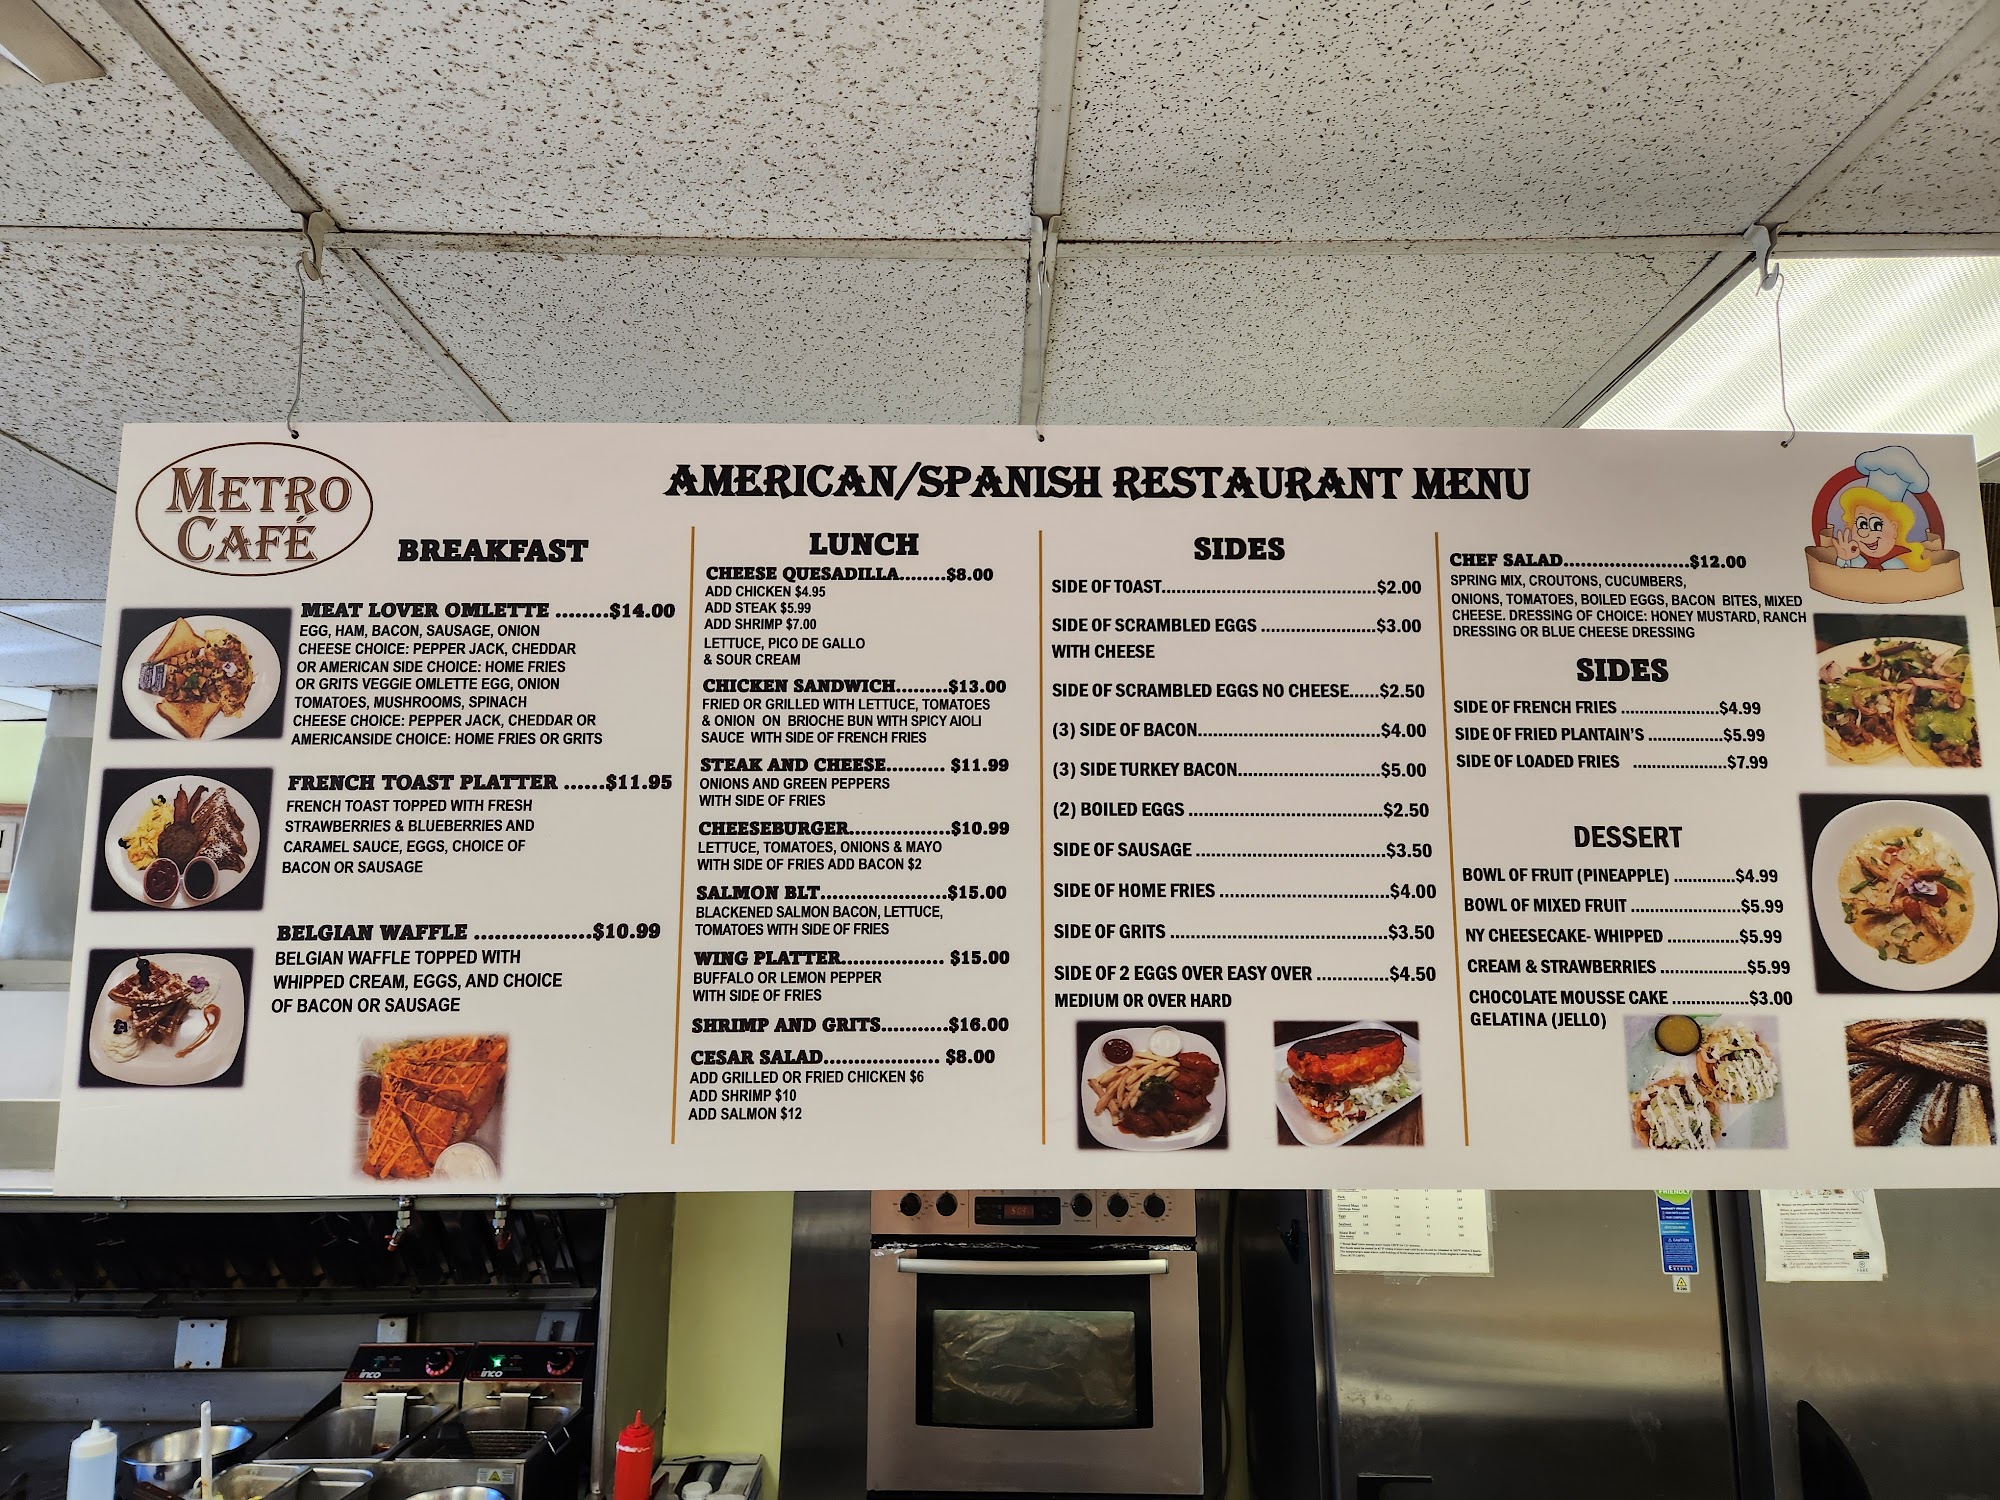 METRO
CAFÉ
AMERICAN/SPANISH RESTAURANT MENU
BREAKFAST
MEAT LOVER OMLETTE ........$14.00
EGG, HAM, BACON, SAUSAGE, ONION
CHEESE CHOICE: PEPPER JACK, CHEDDAR
OR AMERICAN SIDE CHOICE: HOME FRIES
OR GRITS VEGGIE OMLETTE EGG, ONION
TOMATOES, MUSHROOMS, SPINACH
CHEESE CHOICE: PEPPER JACK, CHEDDAR OR
AMERICANSIDE CHOICE: HOME FRIES OR GRITS
FRENCH TOAST PLATTER ......$11.95
FRENCH TOAST TOPPED WITH FRESH
STRAWBERRIES & BLUEBERRIES AND
CARAMEL SAUCE, EGGS, CHOICE OF
BACON OR SAUSAGE
BELGIAN WAFFLE ..................$10.99
BELGIAN WAFFLE TOPPED WITH
WHIPPED CREAM, EGGS, AND CHOICE
OF BACON OR SAUSAGE
LUNCH
CHEESE QUESADILLA........$8.00
ADD CHICKEN $4.95
ADD STEAK $5.99
ADD SHRIMP $7.00
LETTUCE, PICO DE GALLO
& SOUR CREAM
CHICKEN SANDWICH.........$13.00
FRIED OR GRILLED WITH LETTUCE, TOMATOES
& ONION ON BRIOCHE BUN WITH SPICY AIOLI
SAUCE WITH SIDE OF FRENCH FRIES
STEAK AND CHEESE.......... $11.99
ONIONS AND GREEN PEPPERS
WITH SIDE OF FRIES
CHEESEBURGER..................$10.99
LETTUCE, TOMATOES, ONIONS & MAYO
WITH SIDE OF FRIES ADD BACON $2
SALMON BLT.......................$15.00
BLACKENED SALMON BACON, LETTUCE,
TOMATOES WITH SIDE OF FRIES
WING PLATTER.................. $15.00
BUFFALO OR LEMON PEPPER
WITH SIDE OF FRIES
SHRIMP AND GRITS............$16.00
CESAR SALAD..................... $8.00
ADD GRILLED OR FRIED CHICKEN $6
ADD SHRIMP $10
ADD SALMON $12
SIDES
SIDE OF TOAST......................................$2.00
SIDE OF SCRAMBLED EGGS ....................$3.00
WITH CHEESE
SIDE OF SCRAMBLED EGGS NO CHEESE.....$2.50
(3) SIDE OF BACON................................$4.00
(3) SIDE TURKEY BACON.........................$5.00
(2) BOILED EGGS ..................................$2.50
SIDE OF SAUSAGE .................................$3.50
SIDE OF HOME FRIES .............................$4.00
SIDE OF GRITS ......................................$3.50
SIDE OF 2 EGGS OVER EASY OVER ............$4.50
MEDIUM OR OVER HARD
CHEF SALAD.......................$12.00
SPRING MIX, CROUTONS, CUCUMBERS,
ONIONS, TOMATOES, BOILED EGGS, BACON BITES, MIXED
CHEESE. DRESSING OF CHOICE: HONEY MUSTARD, RANCH
DRESSING OR BLUE CHEESE DRESSING
SIDES
SIDE OF FRENCH FRIES ....................$4.99
SIDE OF FRIED PLANTAIN'S ...............$5.99
SIDE OF LOADED FRIES ...................$7.99
DESSERT
BOWL OF FRUIT (PINEAPPLE) .............$4.99
BOWL OF MIXED FRUIT .......................$5.99
NY CHEESECAKE- WHIPPED ...............$5.99
CREAM & STRAWBERRIES ..................$5.99
CHOCOLATE MOUSSE CAKE ................$3.00
GELATINA (JELLO)
FRIENDLY